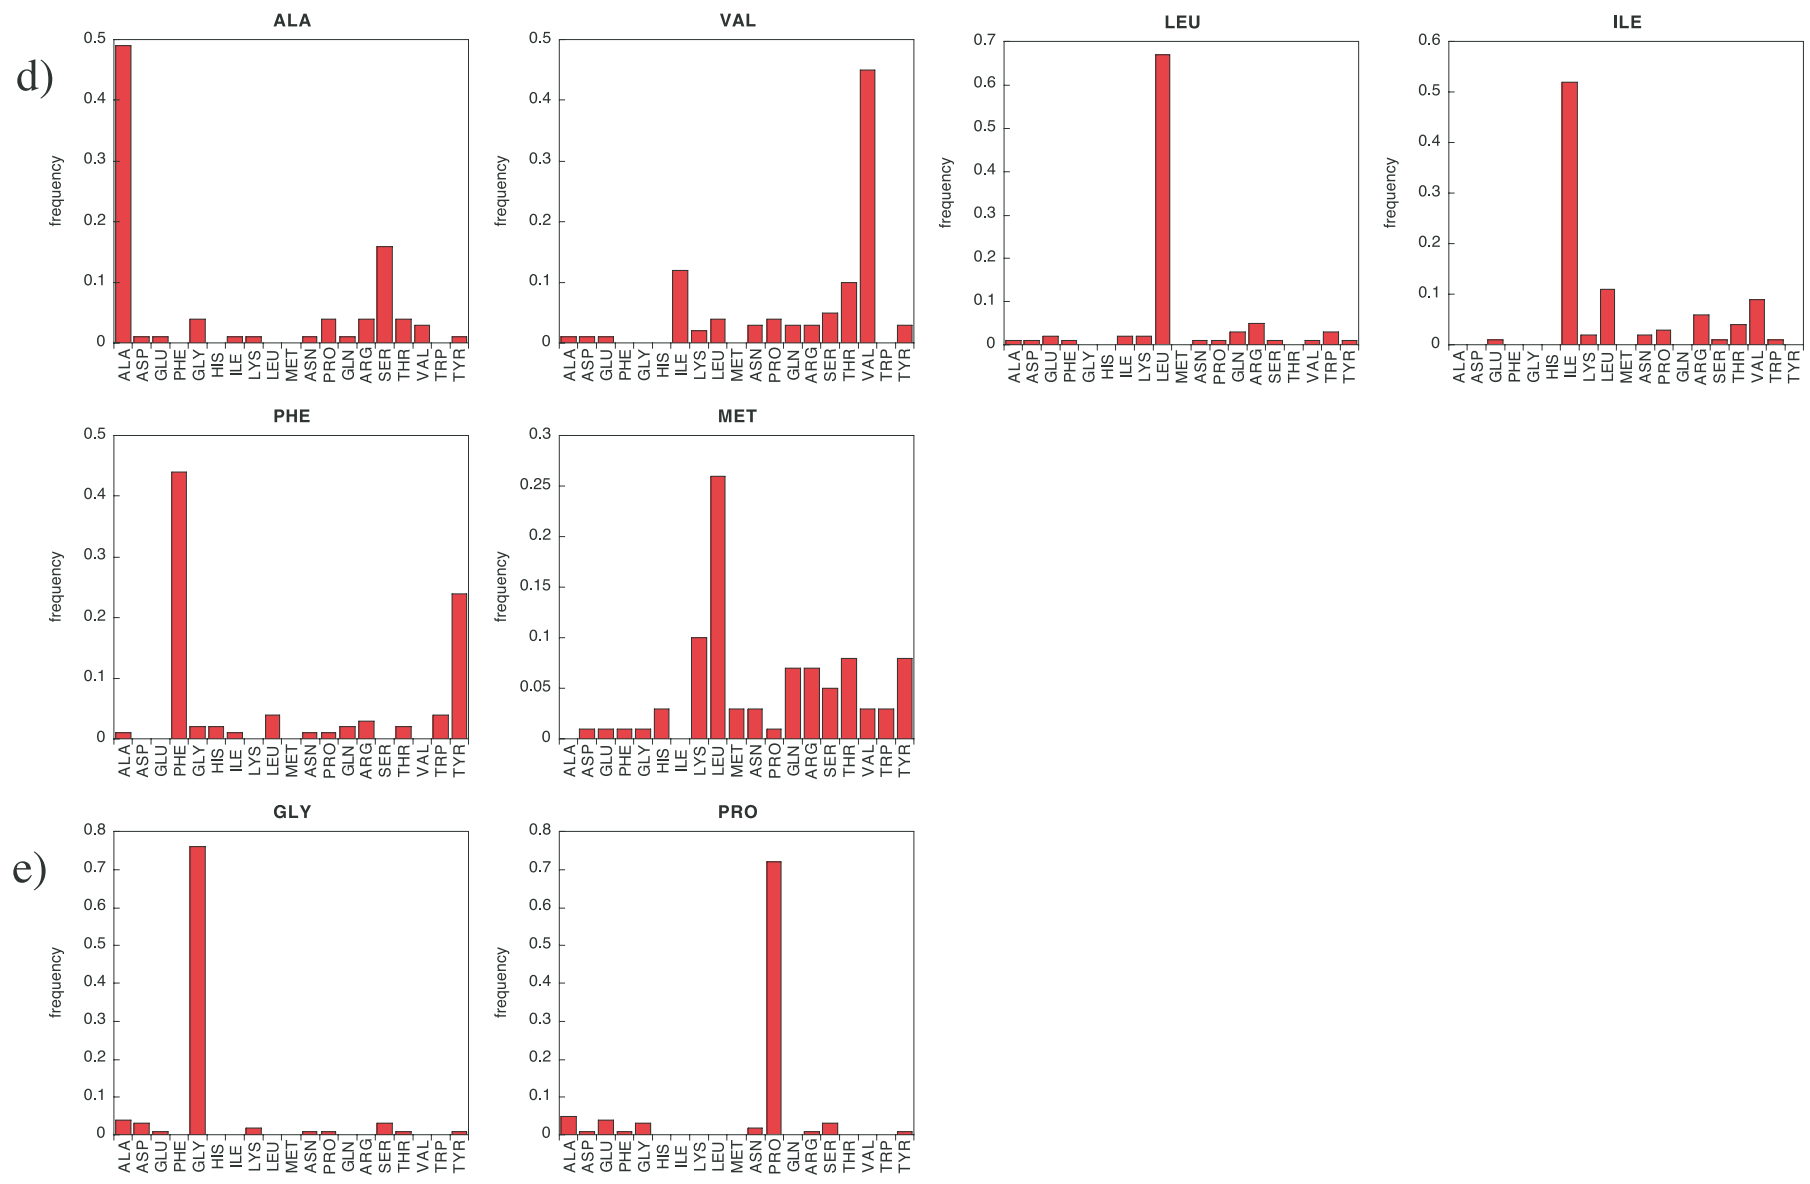 d)
ALA
frequency
0.5
0.4
0.3
0.2
0.1
0
ALA ASP GLU PHE GLY HIS ILE LYS LEU MET ASN PRO GLN ARG SER THR VAL TRP TYR
VAL
frequency
0.5
0.4
0.3
0.2
0.1
0
ALA ASP GLU PHE GLY HIS ILE LYS LEU MET ASN PRO GLN ARG SER THR VAL TRP TYR
LEU
frequency
0.7
0.6
0.5
0.4
0.3
0.2
0.1
0
ALA ASP GLU PHE GLY HIS ILE LYS LEU MET ASN PRO GLN ARG SER THR VAL TRP TYR
ILE
frequency
0.6
0.5
0.4
0.3
0.2
0.1
0
ALA ASP GLU PHE GLY HIS ILE LYS LEU MET ASN PRO GLN ARG SER THR VAL TRP TYR
PHE
frequency
0.5
0.4
0.3
0.2
0.1
0
ALA ASP GLU PHE GLY HIS ILE LYS LEU MET ASN PRO GLN ARG SER THR VAL TRP TYR
MET
frequency
0.3
0.25
0.2
0.15
0.1
0.05
0
ALA ASP GLU PHE GLY HIS ILE LYS LEU MET ASN PRO GLN ARG SER THR VAL TRP TYR
e)
GLY
frequency
0.8
0.7
0.6
0.5
0.4
0.3
0.2
0.1
0
ALA ASP GLU PHE GLY HIS ILE LYS LEU MET ASN PRO GLN ARG SER THR VAL TRP TYR
PRO
frequency
0.8
0.7
0.6
0.5
0.4
0.3
0.2
0.1
0
ALA ASP GLU PHE GLY HIS ILE LYS LEU MET ASN PRO GLN ARG SER THR VAL TRP TYR